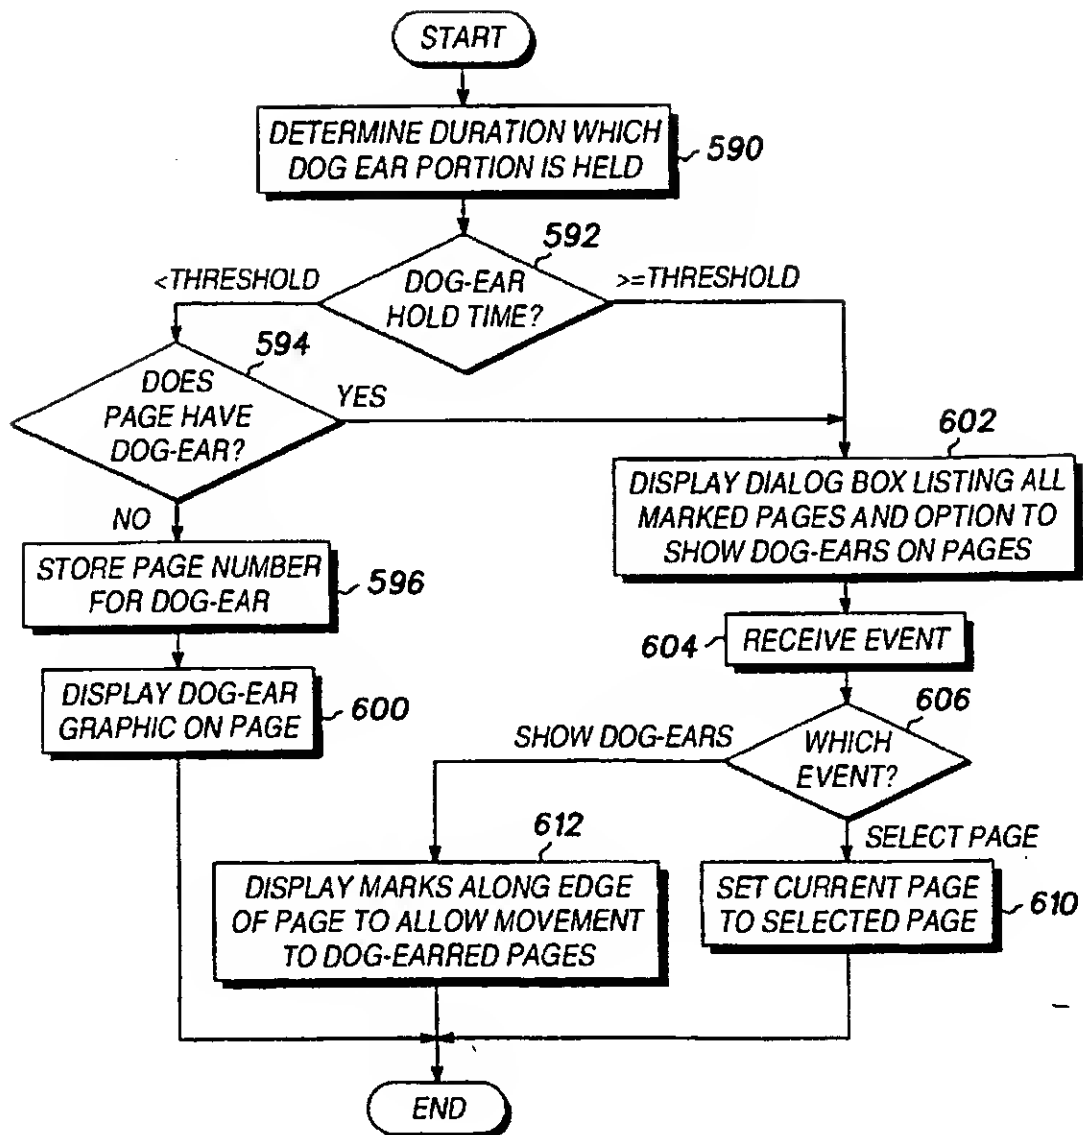 START
DETERMINE DURATION WHICH
DOG EAR PORTION IS HELD
590
592
<THRESHOLD
DOG-EAR
HOLD TIME?
>=THRESHOLD
594
DOES
PAGE HAVE
DOG-EAR?
YES
NO
602
DISPLAY DIALOG BOX LISTING ALL
MARKED PAGES AND OPTION TO
SHOW DOG-EARS ON PAGES
STORE PAGE NUMBER
FOR DOG-EAR
596
604
RECEIVE EVENT
DISPLAY DOG-EAR
GRAPHIC ON PAGE
600
606
SHOW DOG-EARS
WHICH
EVENT?
SELECT PAGE
612
DISPLAY MARKS ALONG EDGE
OF PAGE TO ALLOW MOVEMENT
TO DOG-EARRED PAGES
SET CURRENT PAGE
TO SELECTED PAGE
610
END